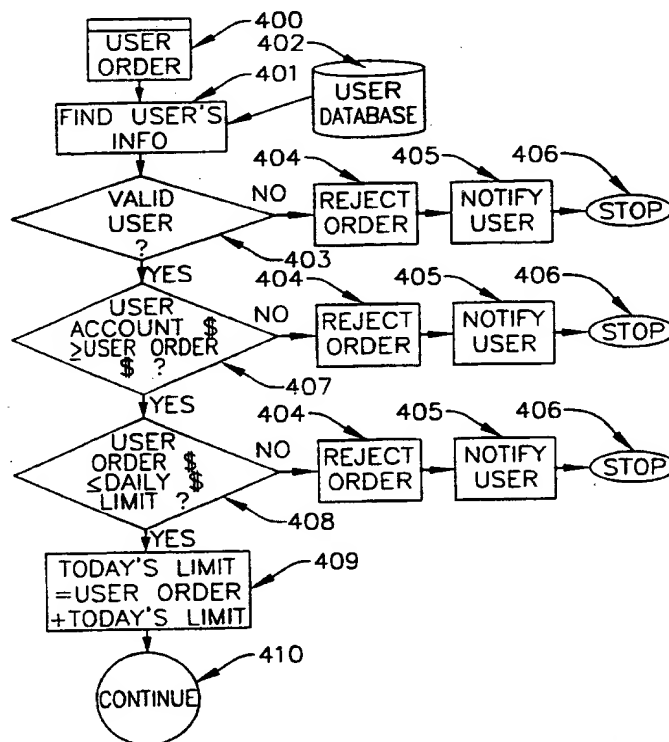 400
USER
ORDER
402
401
USER
DATABASE
FIND USER'S
INFO
VALID
USER
?
403
NO
404
REJECT
ORDER
405
NOTIFY
USER
406
STOP
YES
USER
ACCOUNT $
≥USER ORDER
$ ?
407
NO
404
REJECT
ORDER
405
NOTIFY
USER
406
STOP
YES
USER
ORDER $
≤DAILY $
LIMIT ?
408
NO
404
REJECT
ORDER
405
NOTIFY
USER
406
STOP
YES
TODAY'S LIMIT
=USER ORDER
+TODAY'S LIMIT
409
CONTINUE
410